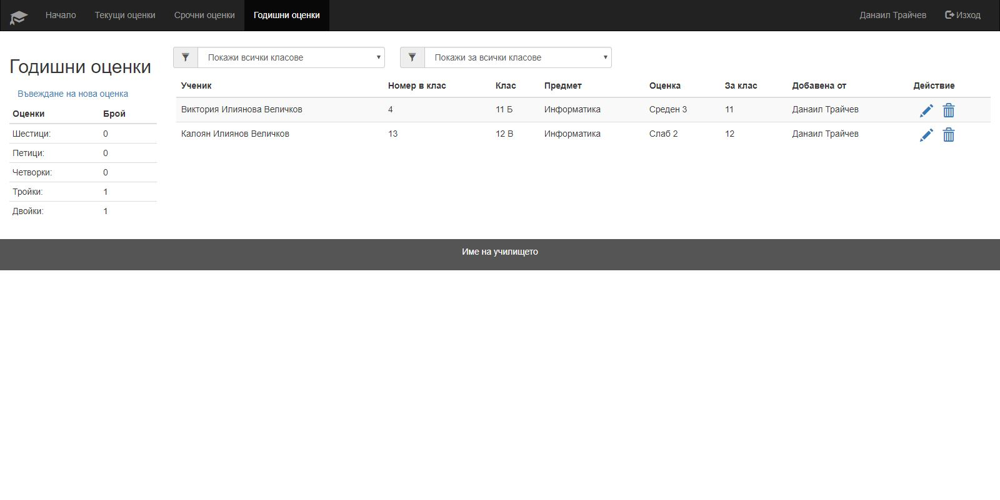 Начало Текущи оценки Срочни оценки Годишни оценки Данаил Трайчев Изход
Годишни оценки
Въвеждане на нова оценка
Оценки Брой
Шестици: 0
Петици: 0
Четворки: 0
Тройки: 1
Двойки: 1
Покажи всички класове Покажи за всички класове
Ученик Номер в клас Клас Предмет Оценка За клас Добавена от Действие
Виктория Илиянова Величков 4 11 Б Информатика Среден 3 11 Данаил Трайчев
Калоян Илиянов Величков 13 12 В Информатика Слаб 2 12 Данаил Трайчев
Име на училището